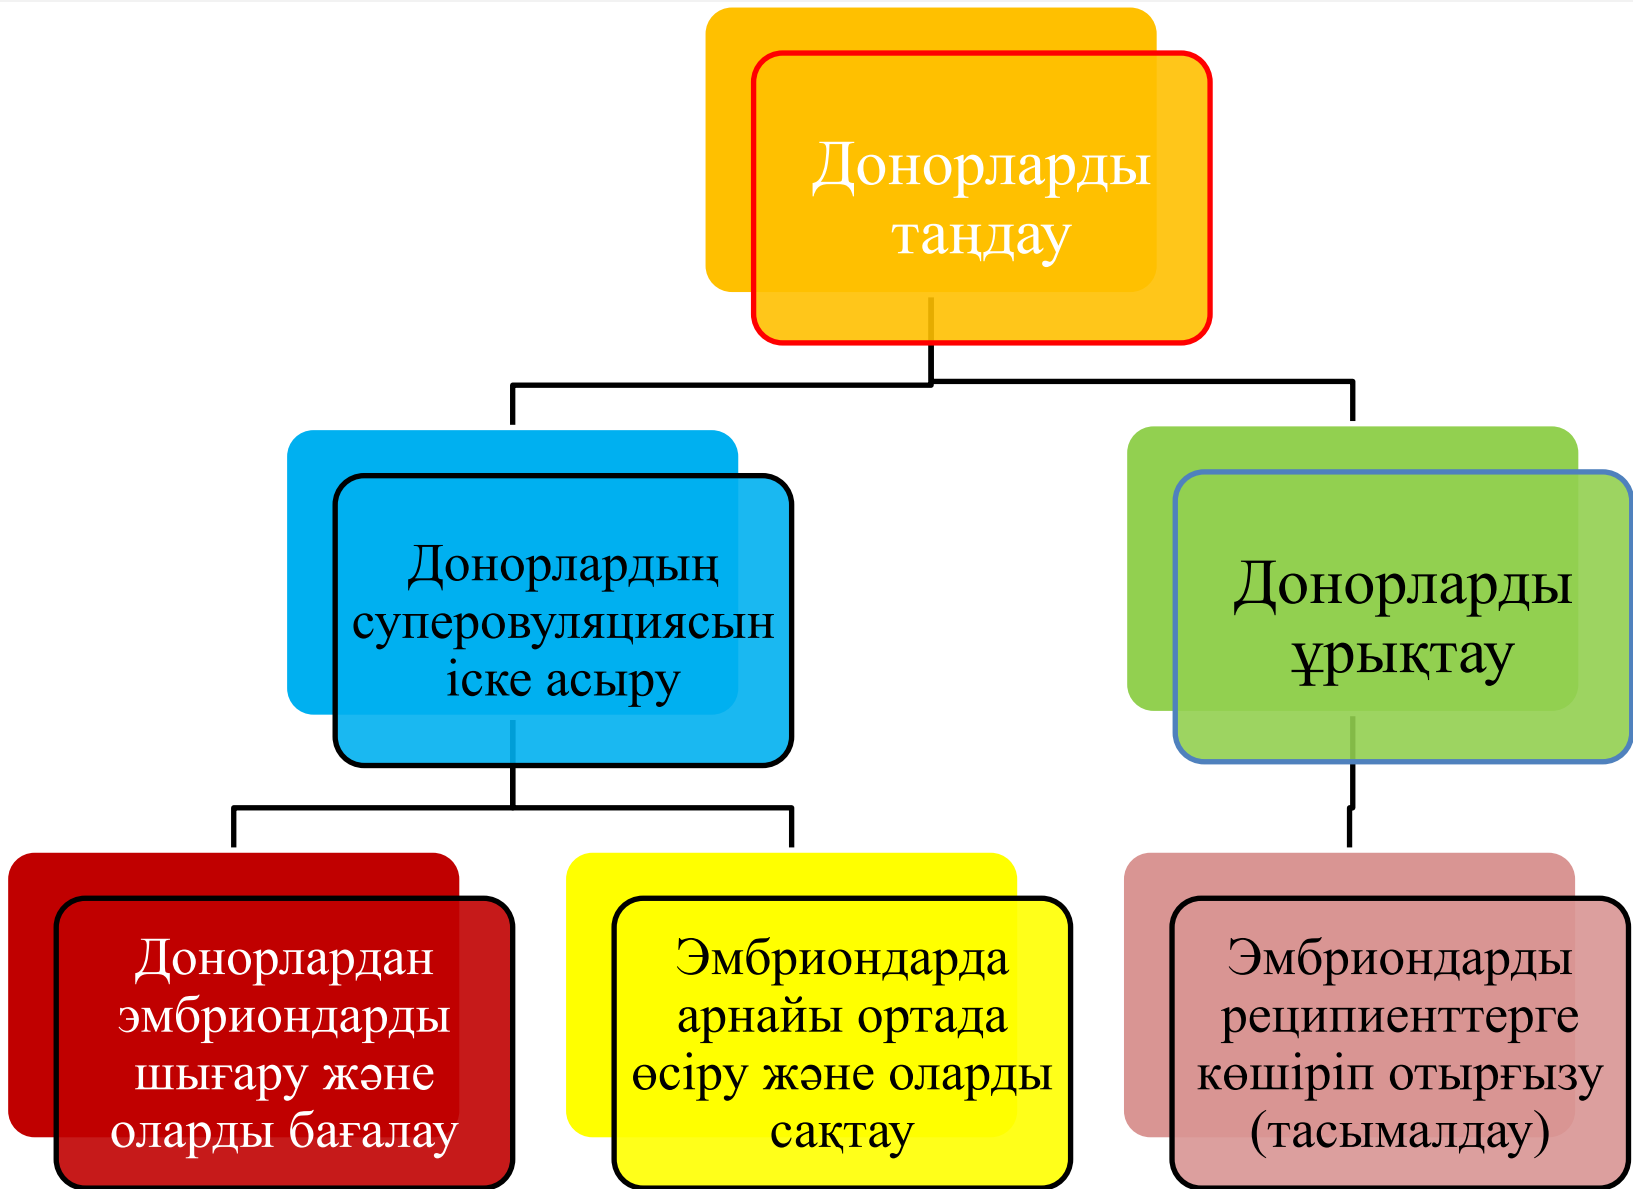 Донорларды
таңдау
Донорлардың
суперовуляциясын
іске асыру
Донорларды
ұрықтау
Донорлардан
эмбриондарды
шығару және
оларды бағалау
Эмбриондарда
арнайы ортада
өсіру және оларды
сақтау
Эмбриондарды
реципиенттерге
көшіріп отырғызу
(тасымалдау)